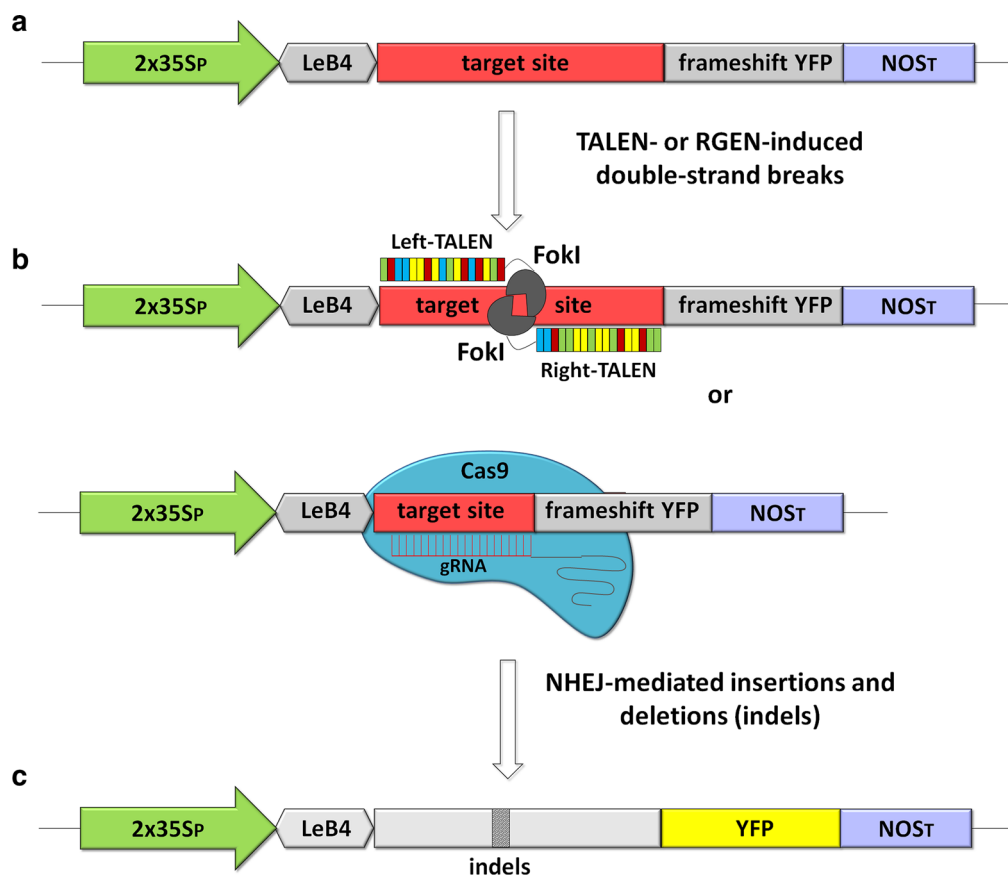 a
2x35SP
LeB4
target site
frameshift YFP
NOST
TALEN- or RGEN-induced
double-strand breaks
b
Left-TALEN
FokI
2x35SP
LeB4
target
site
frameshift YFP
NOST
FokI
Right-TALEN
or
Cas9
2x35SP
LeB4
target site
frameshift YFP
NOST
gRNA
NHEJ-mediated insertions and
deletions (indels)
c
2x35SP
LeB4
YFP
NOST
indels